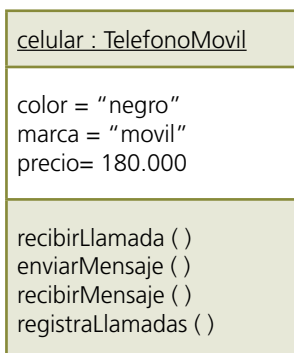 celular : TelefonoMovil
color = “negro”
marca = “movil”
precio= 180.000
recibirLlamada ( )
enviarMensaje ( )
recibirMensaje ( )
registraLlamadas ( )